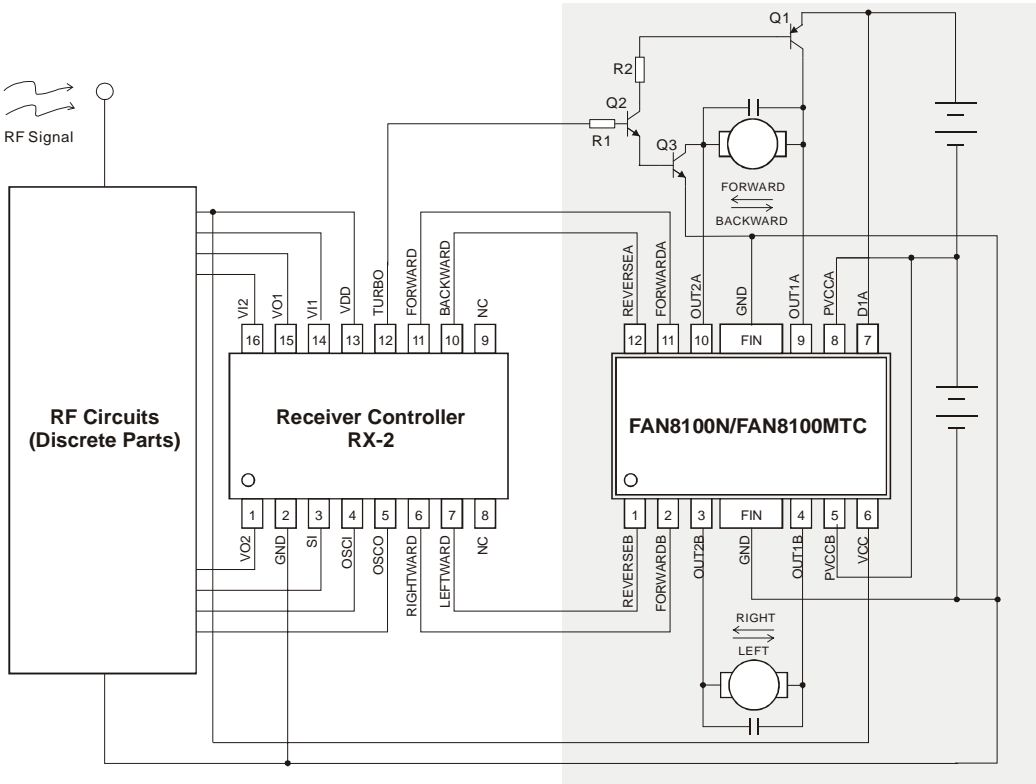 Q1
R2
Q2
R1
Q3
RF Signal
FORWARD
BACKWARD
VI2
VO1
VI1
VDD
TURBO
FORWARD
BACKWARD
NC
REVERSEA
FORWARDA
OUT2A
GND
OUT1A
PVCCA
D1A
16
15
14
13
12
11
10
9
12
11
10
FIN
9
8
7
RF Circuits
(Discrete Parts)
Receiver Controller
RX-2
FAN8100N/FAN8100MTC
1
2
3
4
5
6
7
8
1
2
3
FIN
4
5
6
VO2
GND
SI
OSCI
OSCO
RIGHTWARD
LEFTWARD
NC
REVERSEB
FORWARDB
OUT2B
GND
OUT1B
PVCCB
VCC
RIGHT
LEFT